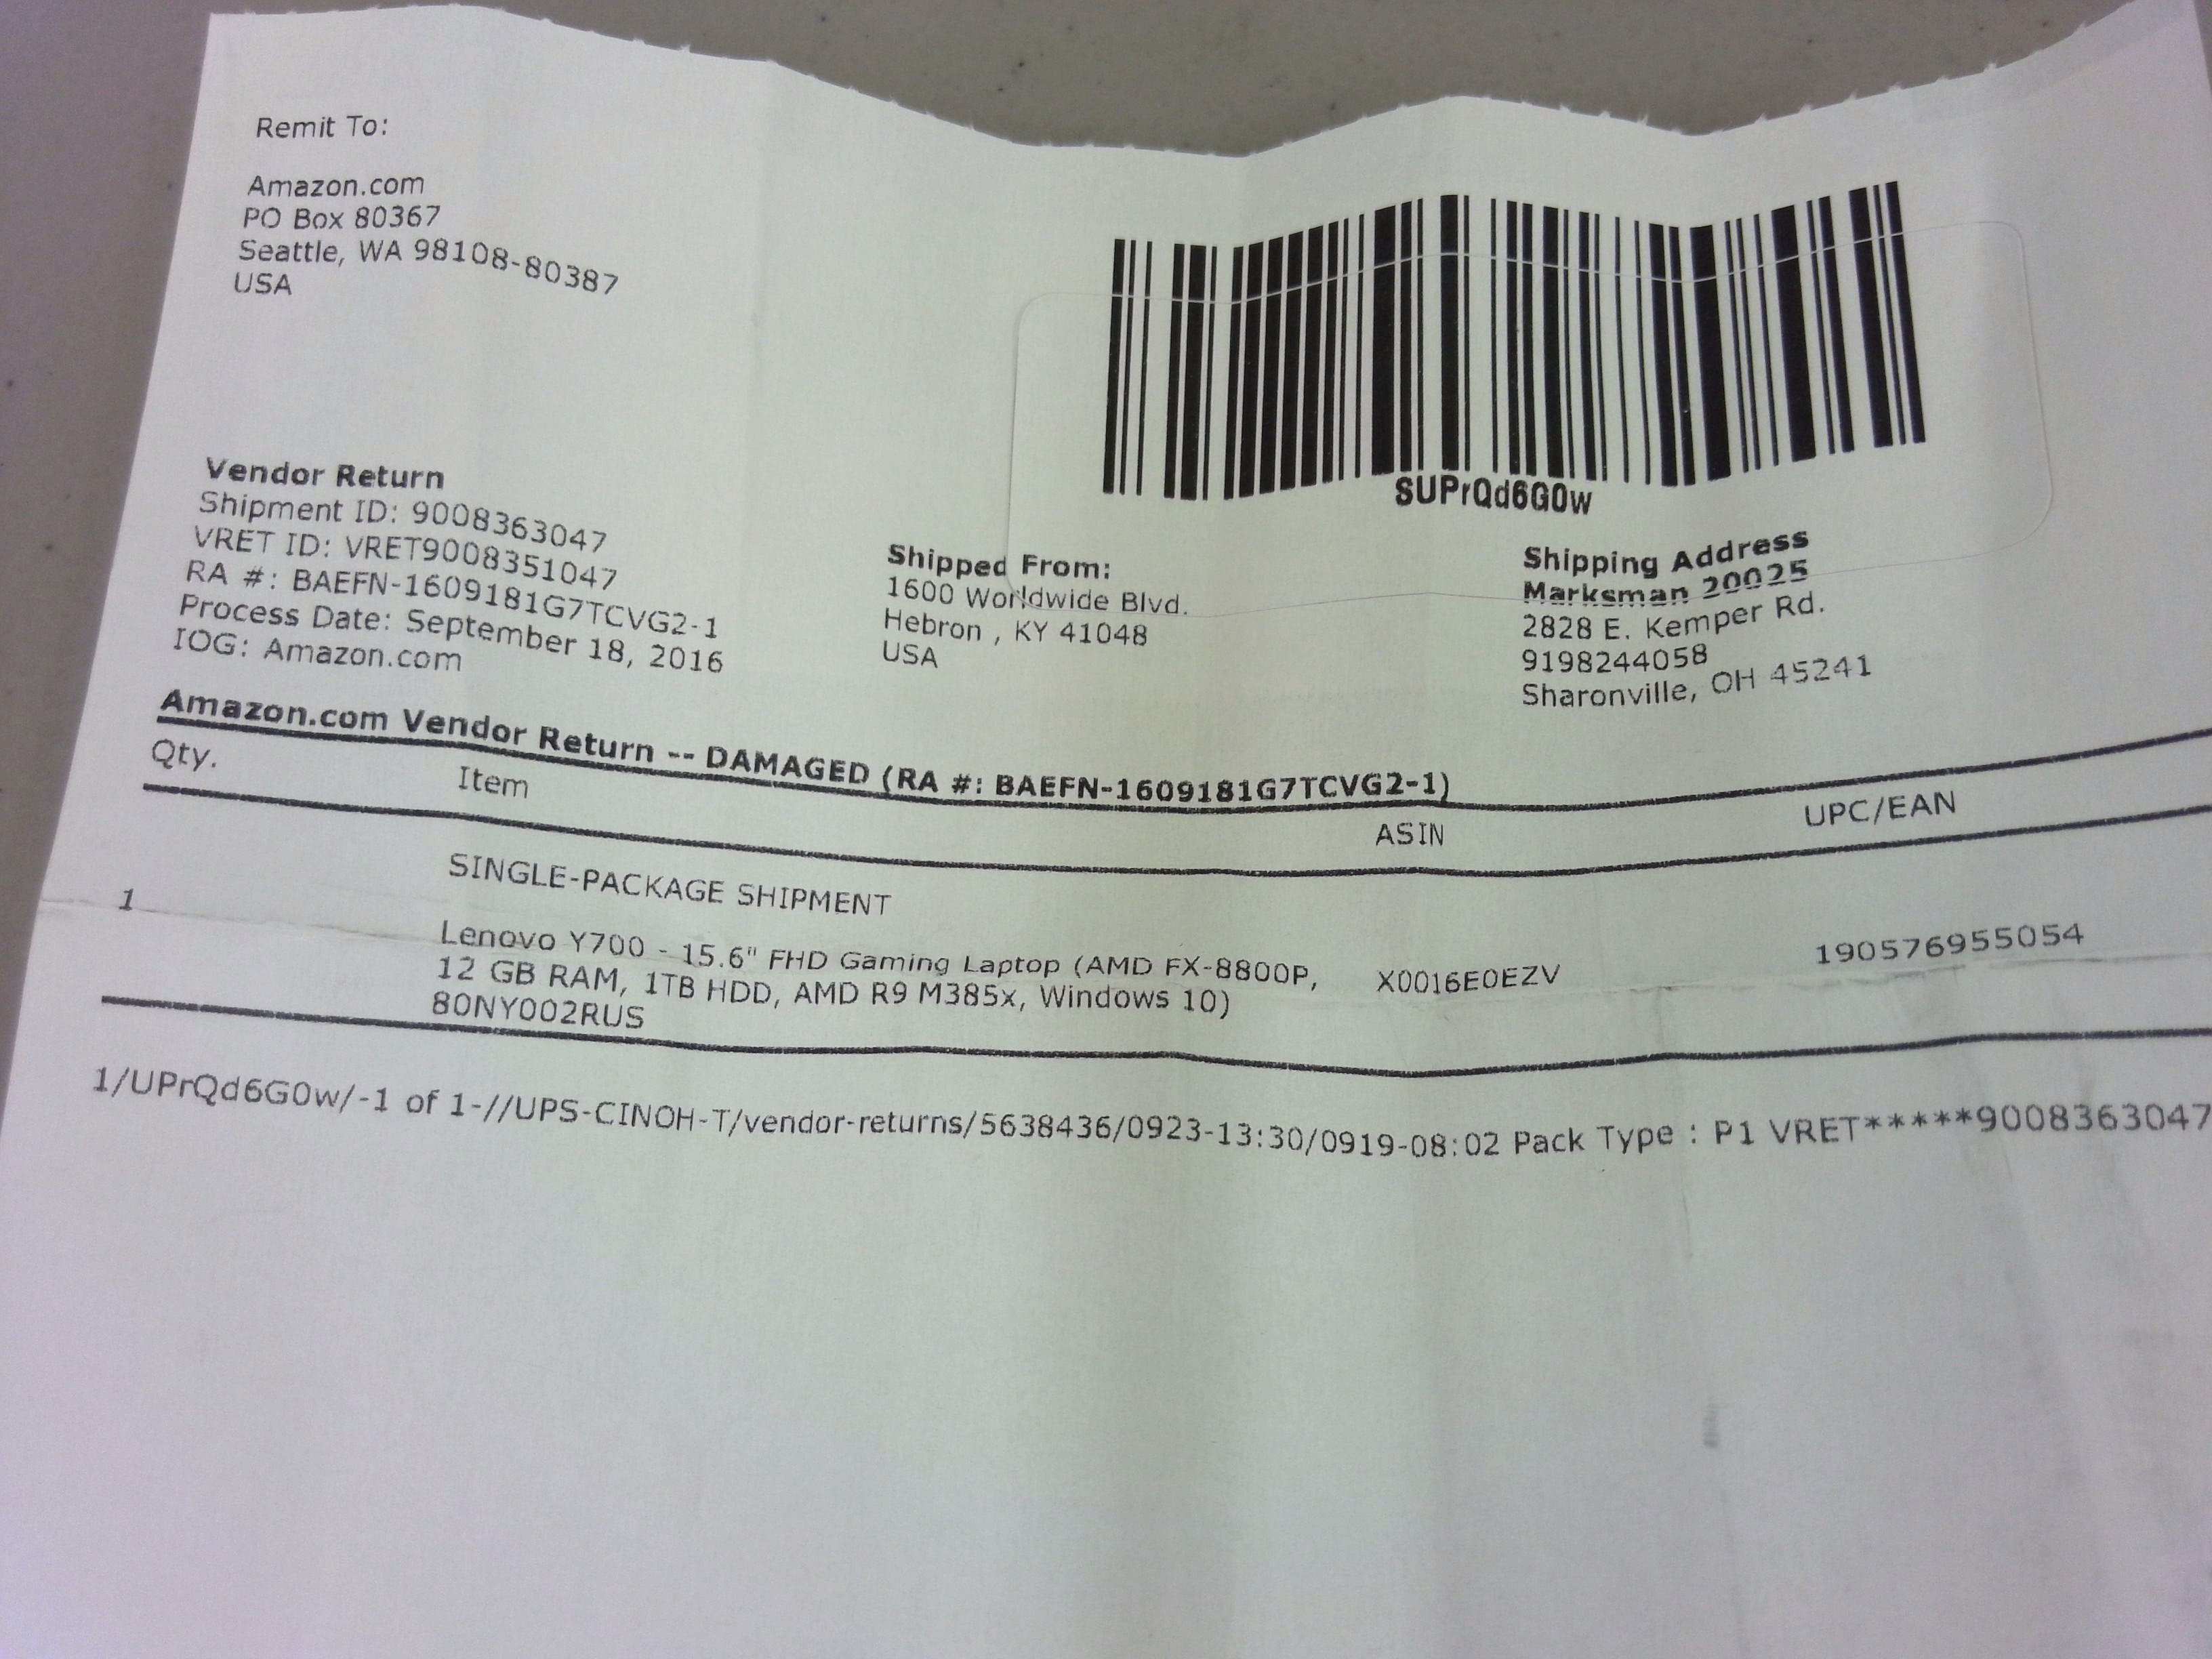 Remit To:
Amazon.com
PO Box 80367
Seattle, WA 98108-80387
USA
SUPrQd6G0w
Vendor Return
Shipment ID: 9008363047
VRET ID: VRET9008351047
RA #: BAEFN-1609181G7TCVG2-1
Process Date: September 18, 2016
IOG: Amazon.com
Shipped From:
1600 Worldwide Blvd.
Hebron , KY 41048
USA
Shipping Address
Marksman 20025
2828 E. Kemper Rd.
9198244058
Sharonville, OH 45241
Amazon.com Vendor Return -- DAMAGED (RA #: BAEFN-1609181G7TCVG2-1)
Qty. Item ASIN UPC/EAN
SINGLE-PACKAGE SHIPMENT
1 Lenovo Y700 - 15.6" FHD Gaming Laptop (AMD FX-8800P, X0016E0EZV 190576955054
12 GB RAM, 1TB HDD, AMD R9 M385x, Windows 10)
80NY002RUS
1/UPrQd6G0w/-1 of 1-//UPS-CINOH-T/vendor-returns/5638436/0923-13:30/0919-08:02 Pack Type : P1 VRET*****9008363047